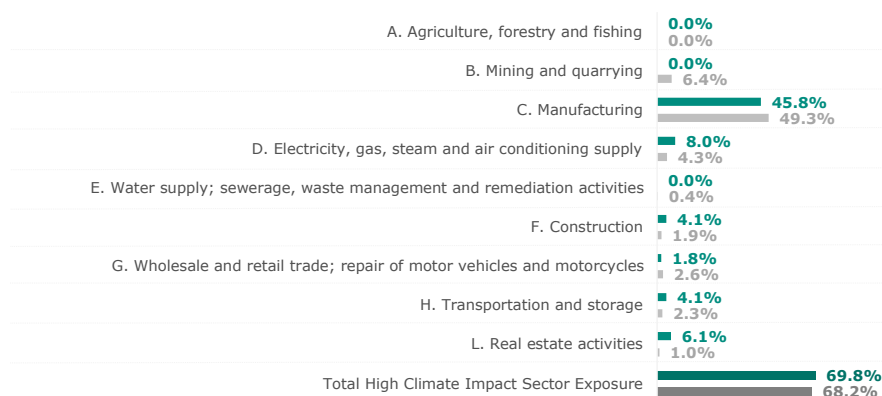 A. Agriculture, forestry and fishing
0.0%
0.0%
B. Mining and quarrying
0.0%
6.4%
C. Manufacturing
45.8%
49.3%
D. Electricity, gas, steam and air conditioning supply
8.0%
4.3%
E. Water supply; sewerage, waste management and remediation activities
0.0%
0.4%
F. Construction
4.1%
1.9%
G. Wholesale and retail trade; repair of motor vehicles and motorcycles
1.8%
2.6%
H. Transportation and storage
4.1%
2.3%
L. Real estate activities
6.1%
1.0%
Total High Climate Impact Sector Exposure
69.8%
68.2%